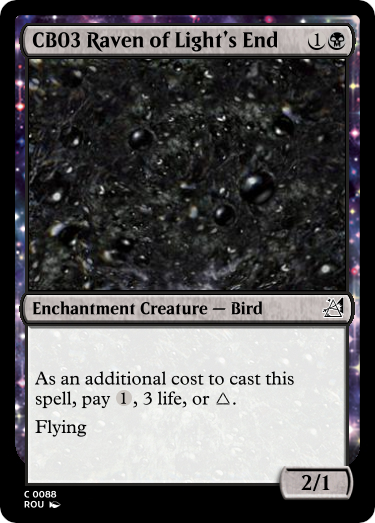 CB03 Raven of Light's End 1
Enchantment Creature — Bird
As an additional cost to cast this
spell, pay 1, 3 life, or △.
Flying
2/1
C 0088
ROU